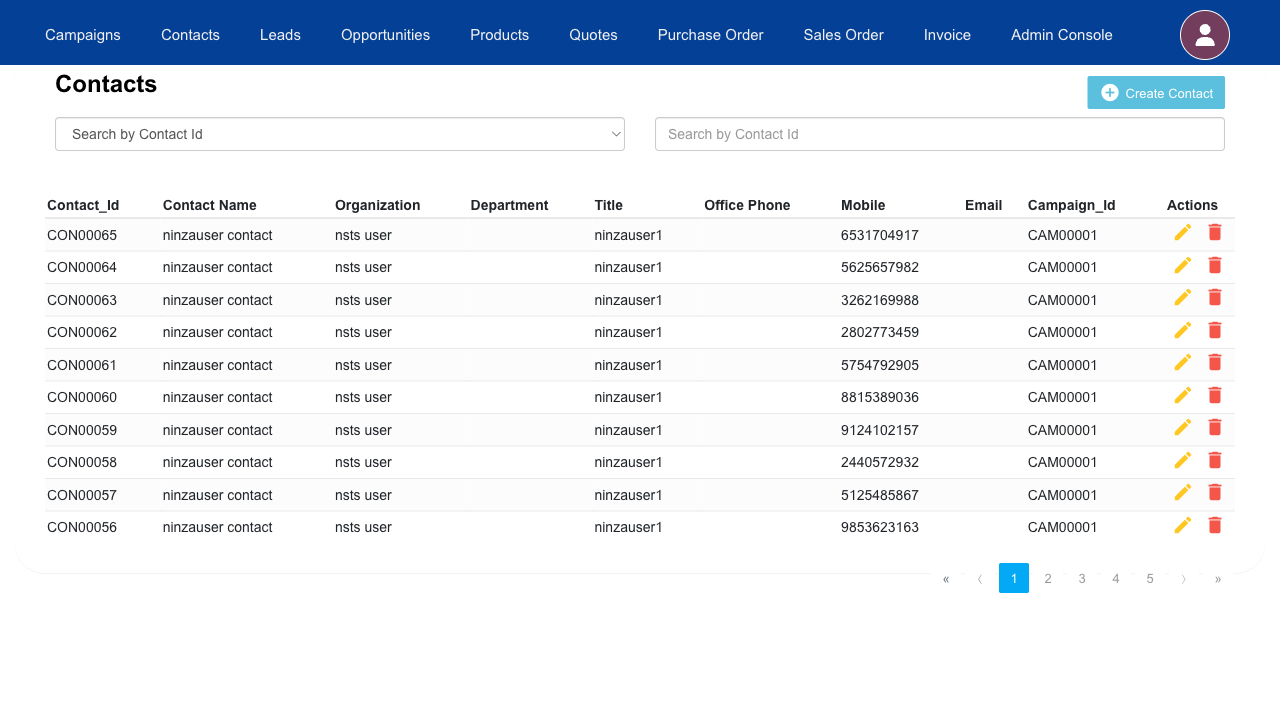 Campaigns Contacts Leads Opportunities Products Quotes Purchase Order Sales Order Invoice Admin Console
Contacts
Create Contact
Search by Contact Id Search by Contact Id
Contact_Id Contact Name Organization Department Title Office Phone Mobile Email Campaign_Id Actions
CON00065 ninzauser contact nsts user ninzauser1 6531704917 CAM00001
CON00064 ninzauser contact nsts user ninzauser1 5625657982 CAM00001
CON00063 ninzauser contact nsts user ninzauser1 3262169988 CAM00001
CON00062 ninzauser contact nsts user ninzauser1 2802773459 CAM00001
CON00061 ninzauser contact nsts user ninzauser1 5754792905 CAM00001
CON00060 ninzauser contact nsts user ninzauser1 8815389036 CAM00001
CON00059 ninzauser contact nsts user ninzauser1 9124102157 CAM00001
CON00058 ninzauser contact nsts user ninzauser1 2440572932 CAM00001
CON00057 ninzauser contact nsts user ninzauser1 5125485867 CAM00001
CON00056 ninzauser contact nsts user ninzauser1 9853623163 CAM00001
« ‹ 1 2 3 4 5 › »